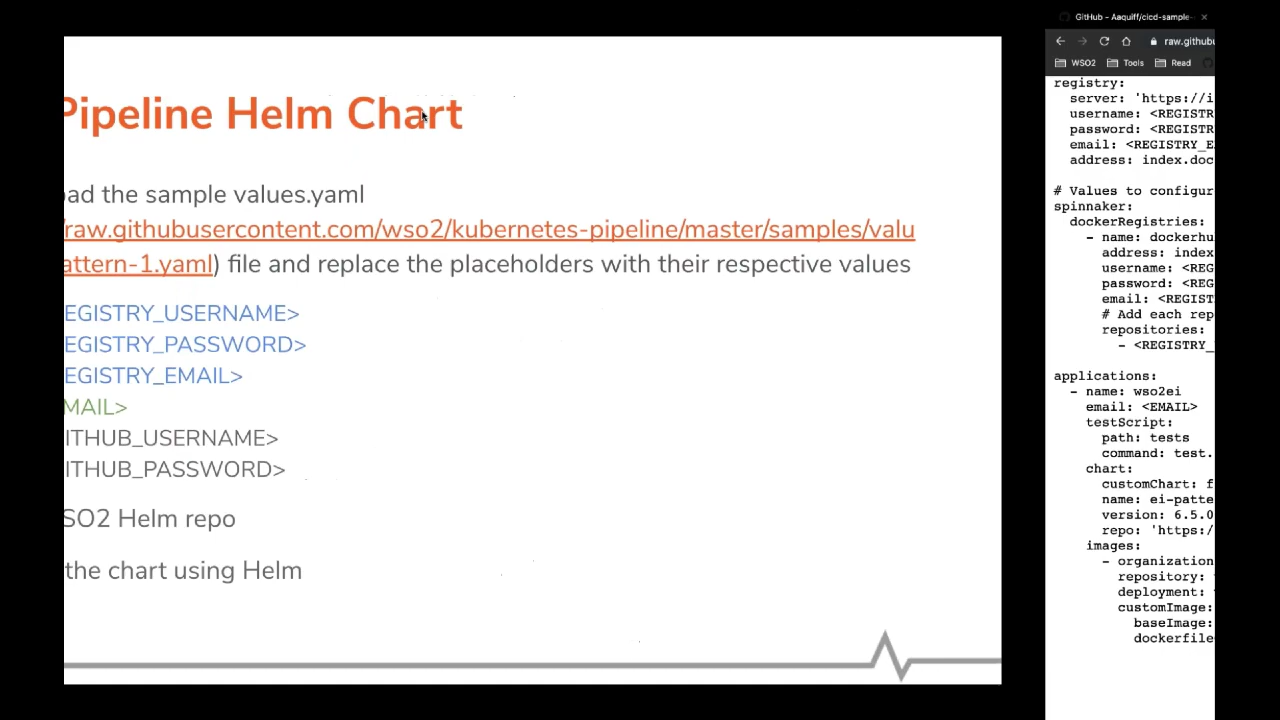 Pipeline Helm Chart
oad the sample values.yaml
/raw.githubusercontent.com/wso2/kubernetes-pipeline/master/samples/valu
attern-1.yaml) file and replace the placeholders with their respective values
EGISTRY_USERNAME>
EGISTRY_PASSWORD>
REGISTRY_EMAIL>
MAIL>
ITHUB_USERNAME>
ITHUB_PASSWORD>
SO2 Helm repo
the chart using Helm
GitHub - Aaquiff/cicd-sample-
raw.githubu
WSO2 Tools Read
registry:
server: 'https://i
username: <REGISTR
password: <REGISTR
email: <REGISTRY_E
address: index.doc
# Values to configur
spinnaker:
dockerRegistries:
- name: dockerhu
address: index
username: <REG
password: <REG
email: <REGIST
# Add each rep
repositories:
- <REGISTRY_
applications:
- name: wso2ei
email: <EMAIL>
testScript:
path: tests
command: test.
chart:
customChart: f
name: ei-patte
version: 6.5.0
repo: 'https:/
images:
- organization
repository:
deployment:
customImage:
baseImage:
dockerfile